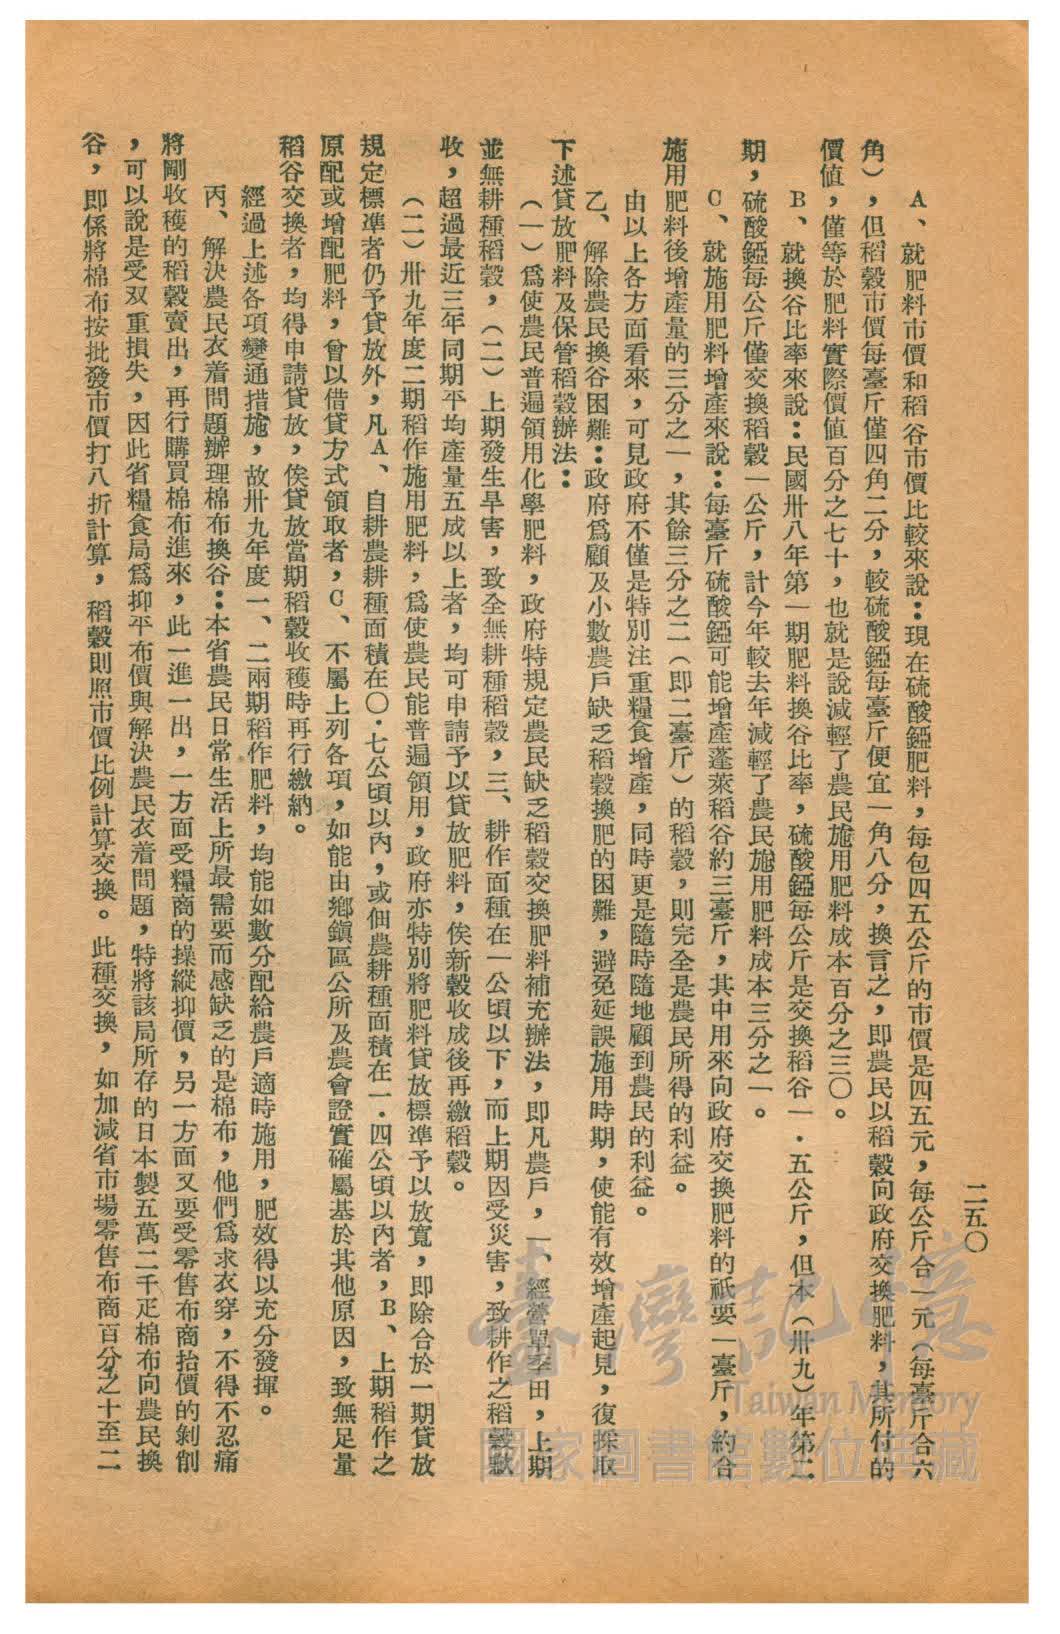 二五〇
A、就肥料市價和稻谷市價比較來說：現在硫酸錏肥料，每包四五公斤的市價是四五元，每公斤合一元（每臺斤合六
角），但稻穀市價每臺斤僅四角二分，較硫酸錏每臺斤便宜一角八分，換言之，即農民以稻穀向政府交換肥料，其所付的
價值，僅等於肥料實際價值百分之七十，也就是說減輕了農民施用肥料成本百分之三〇。
B、就換谷比率來說：民國卅八年第一期肥料換谷比率，硫酸錏每公斤是交換稻谷一．五公斤，但本（卅九）年第二
期，硫酸錏每公斤僅交換稻穀一公斤，計今年較去年減輕了農民施用肥料成本三分之一。
C、就施用肥料增產來說：每臺斤硫酸錏可能增產蓬萊稻谷約三臺斤，其中用來向政府交換肥料的祇要一臺斤，約合
施用肥料後增產量的三分之一，其餘三分之二（即二臺斤）的稻穀，則完全是農民所得的利益。
由以上各方面看來，可見政府不僅是特別注重糧食增產，同時更是隨時隨地顧到農民的利益。
乙、解除農民換谷困難：政府爲顧及小數農戶缺乏稻穀換肥的困難，避免延誤施用時期，使能有效增產起見，復採取
下述貸放肥料及保管稻穀辦法：
（一）爲使農民普遍領用化學肥料，政府特規定農民缺乏稻穀交換肥料補充辦法，即凡農戶，一、經營單季田，上期
並無耕種稻穀，（二）上期發生旱害，致全無耕種稻穀，三、耕作面種在一公頃以下，而上期因受災害，致耕作之稻穀歉
收，超過最近三年同期平均產量五成以上者，均可申請予以貸放肥料，俟新穀收成後再繳稻穀。
（二）卅九年度二期稻作施用肥料，爲使農民能普遍領用，政府亦特別將肥料貸放標準予以放寬，即除合於一期貸放
規定標準者仍予貸放外，凡A、自耕農耕種面積在〇．七公頃以內，或佃農耕種面積在一．四公頃以內者，B、上期稻作之
原配或增配肥料，曾以借貸方式領取者，C、不屬上列各項，如能由鄉鎮區公所及農會證實確屬基於其他原因，致無足量
稻谷交換者，均得申請貸放，俟貸放當期稻穀收穫時再行繳納。
經過上述各項變通措施，故卅九年度一、二兩期稻作肥料，均能如數分配給農戶適時施用，肥效得以充分發揮。
丙、解決農民衣着問題辦理棉布換谷：本省農民日常生活上所最需要而感缺乏的是棉布，他們爲求衣穿，不得不忍痛
將剛收穫的稻穀賣出，再行購買棉布進來，此一進一出，一方面受糧商的操縱抑價，另一方面又要受零售布商抬價的剝削
，可以說是受双重損失，因此省糧食局爲抑平布價與解決農民衣着問題，特將該局所存的日本製五萬二千疋棉布向農民換
谷，即係將棉布按批發市價打八折計算，稻穀則照市價比例計算交換。此種交換，如加減省市場零售布商百分之十至二
臺灣記憶
Taiwan Memory
國家圖書館數位典藏